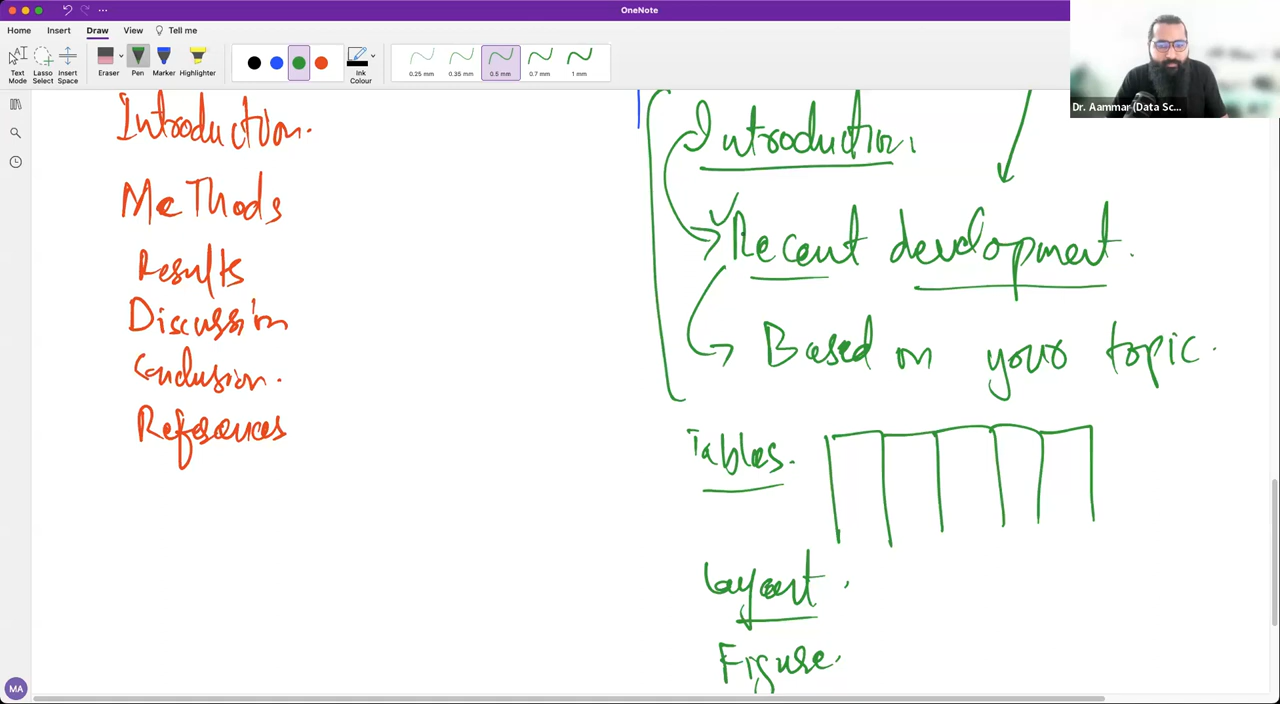 OneNote
Home Insert Draw View Tell me
Text Mode
Lasso Select
Insert Space
Eraser
Pen
Marker
Highlighter
Ink Colour
0.25 mm
0.35 mm
0.5 mm
0.7 mm
1 mm
Dr. Aammar (Data Sc...
Introduction.
Methods
Results
Discussion
Conclusion.
References
Introduction.
Recent development.
Based on your topic.
Tables.
Layout.
Figure.
MA